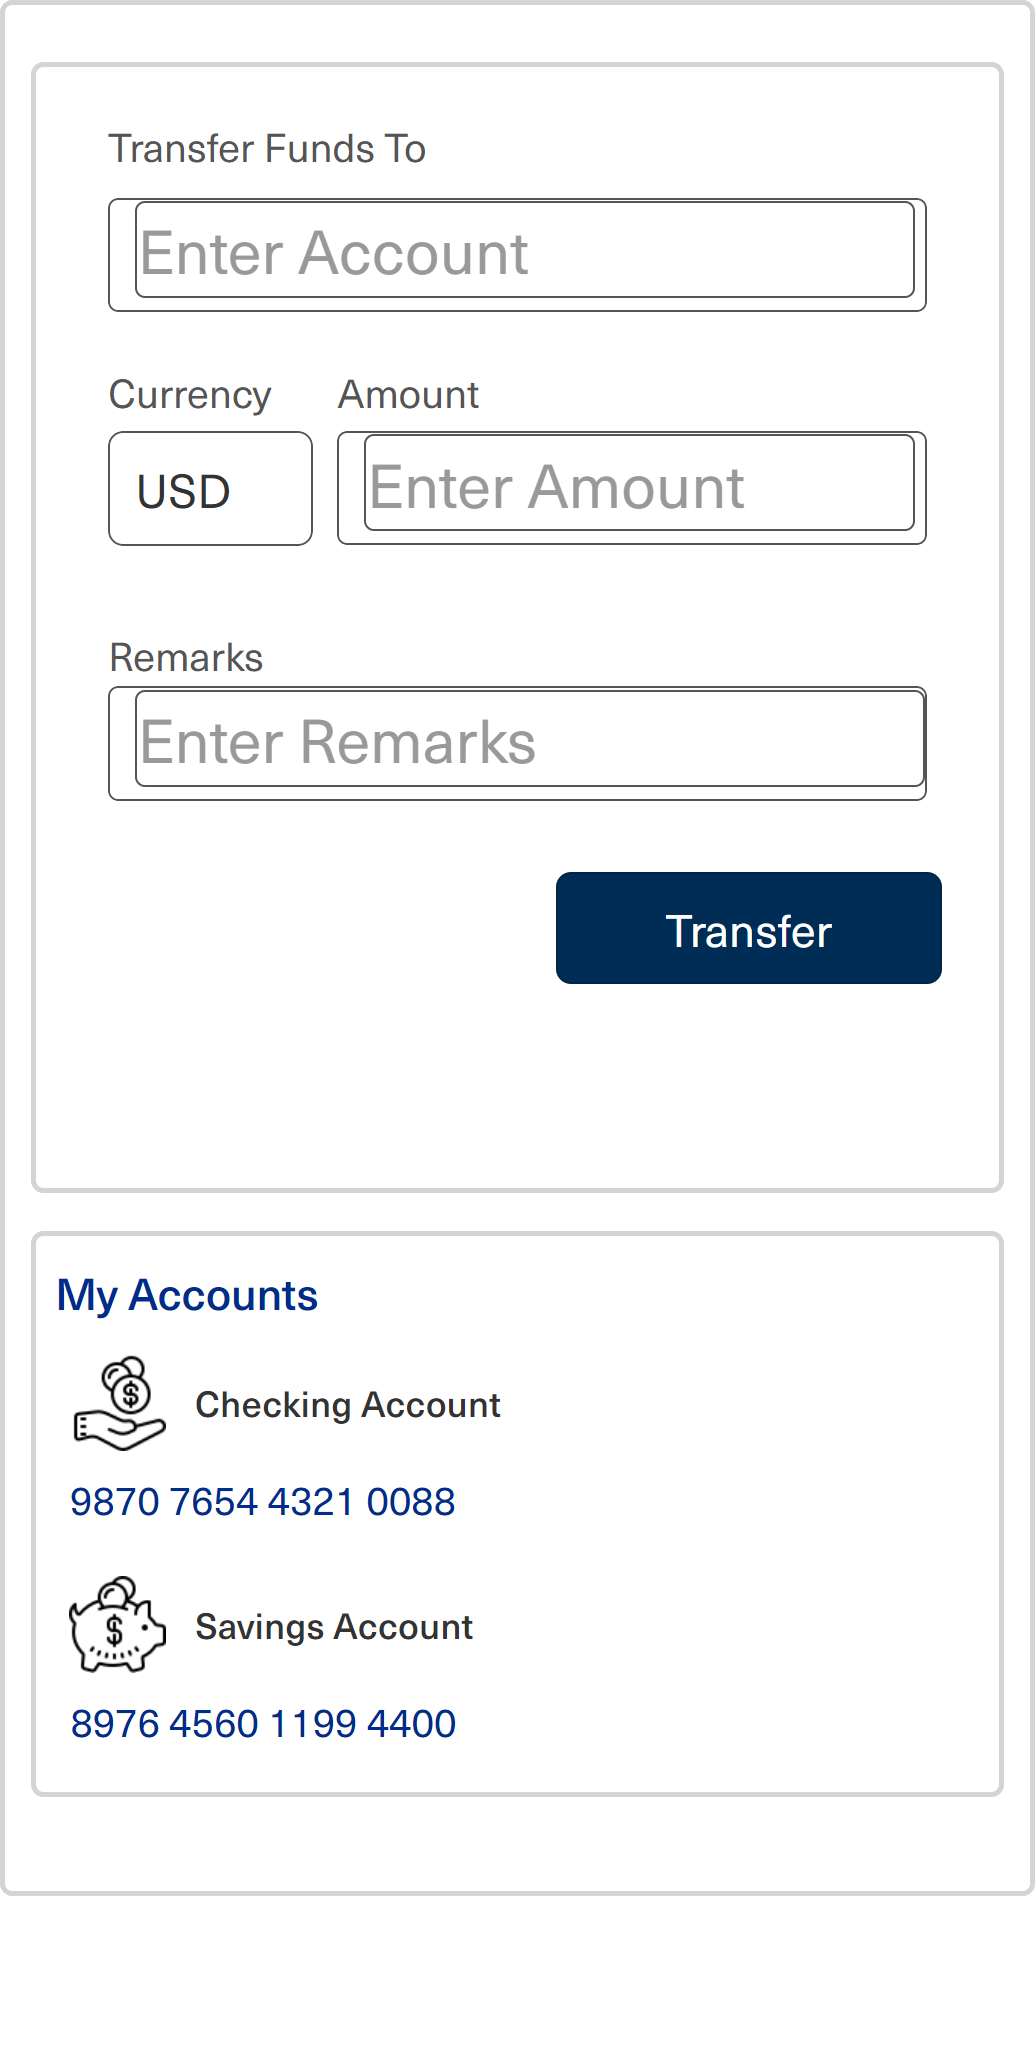 Transfer Funds To
Enter Account
Currency Amount
USD Enter Amount
Remarks
Enter Remarks
Transfer
My Accounts
$ Checking Account
9870 7654 4321 0088
$ Savings Account
8976 4560 1199 4400